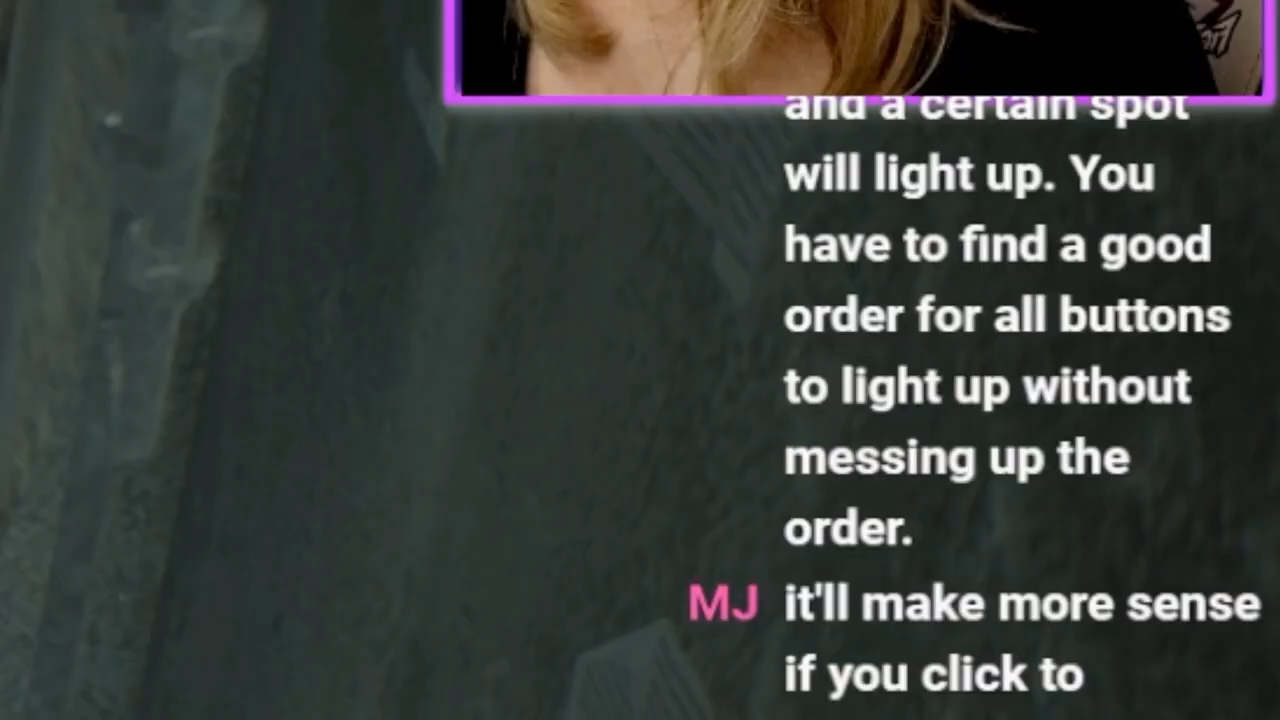 and a certain spot
will light up. You
have to find a good
order for all buttons
to light up without
messing up the
order.
MJ it'll make more sense
if you click to